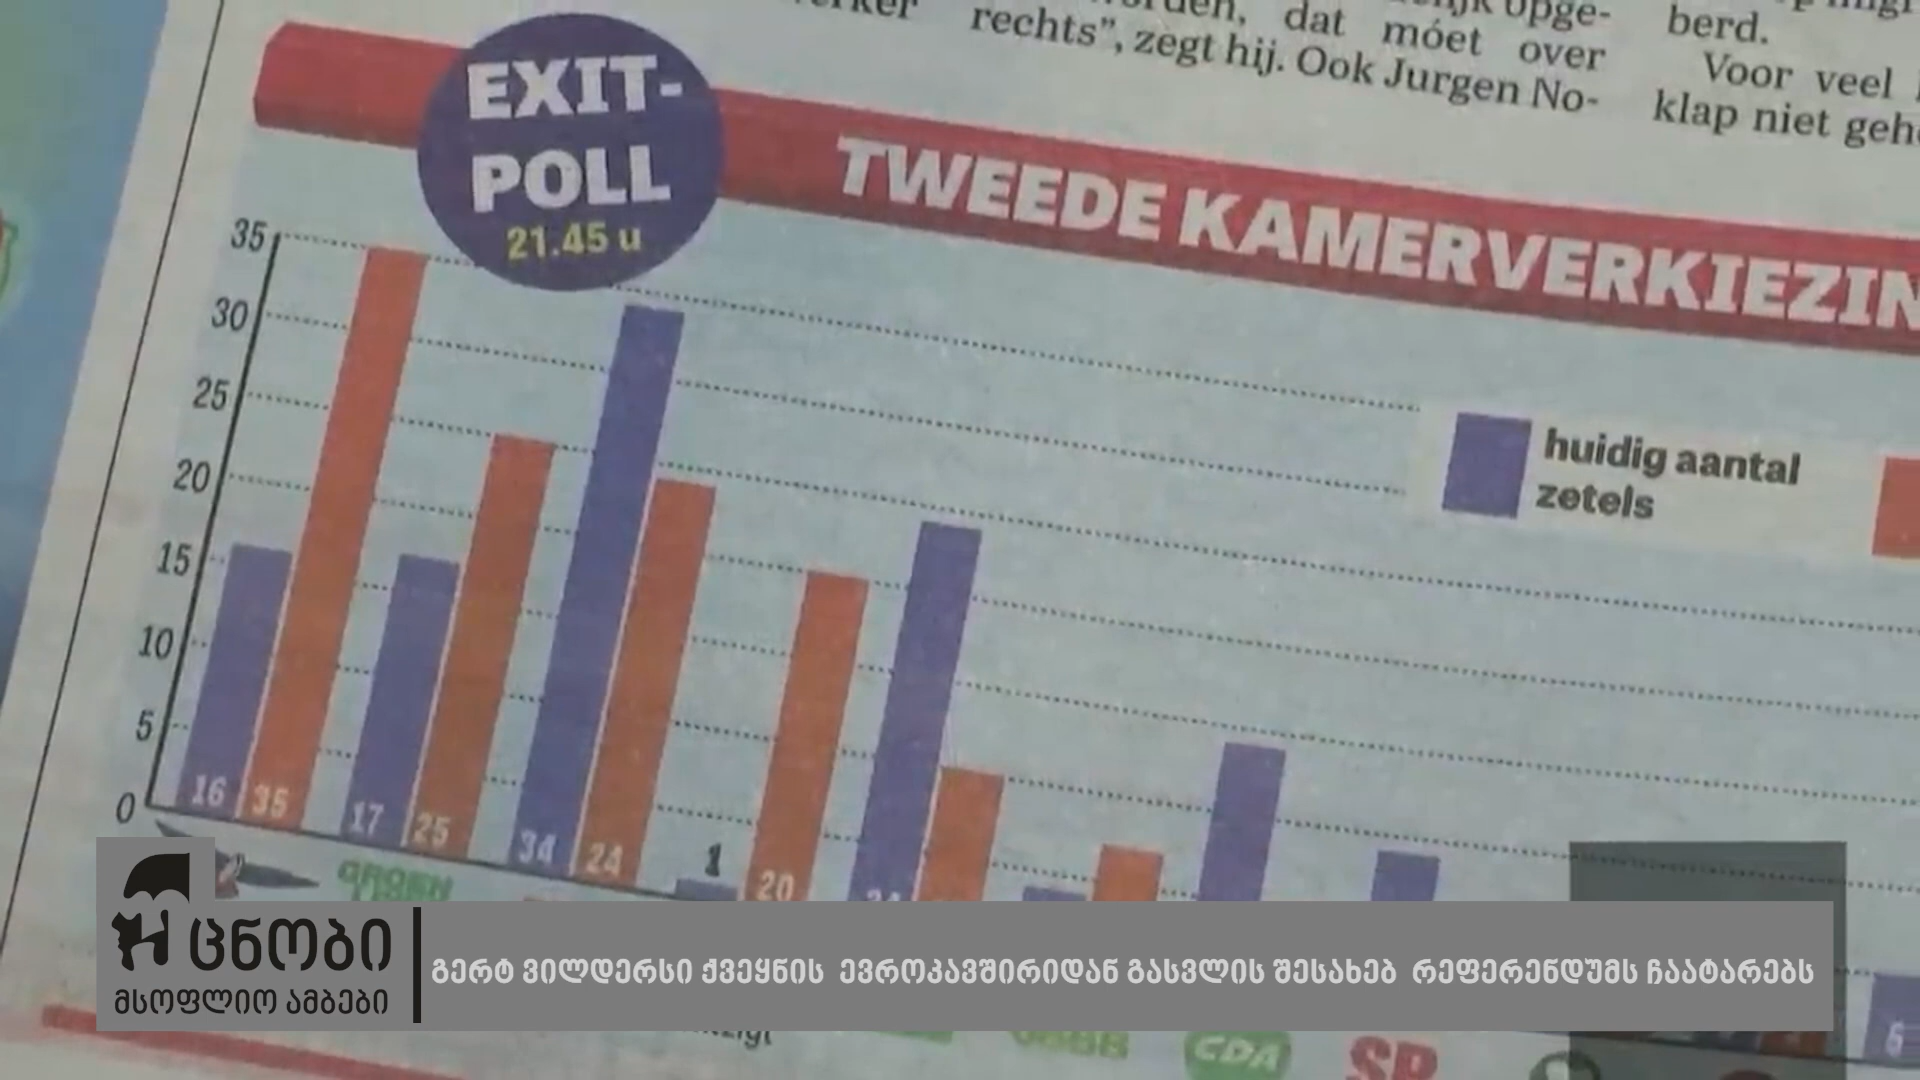 rechts”, zegt hij. Ook Jurgen No-
dat móet over
berd.
Voor veel
klap niet geh
EXIT-
POLL
21.45 u
TWEEDE KAMERVERKIEZIN
35
30
25
20
15
10
5
0
huidig aantal
zetels
16 35 17 25 34 24 1 20
CDA
SP
6
ცნობი
მსოფლიო ამბები
გერტ ვილდერსი ქვეყნის ევროკავშირიდან გასვლის შესახებ რეფერენდუმს ჩაატარებს